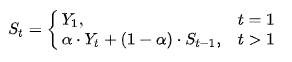 S_t = { Y_1, t = 1
α · Y_t + (1 − α) · S_{t−1}, t > 1